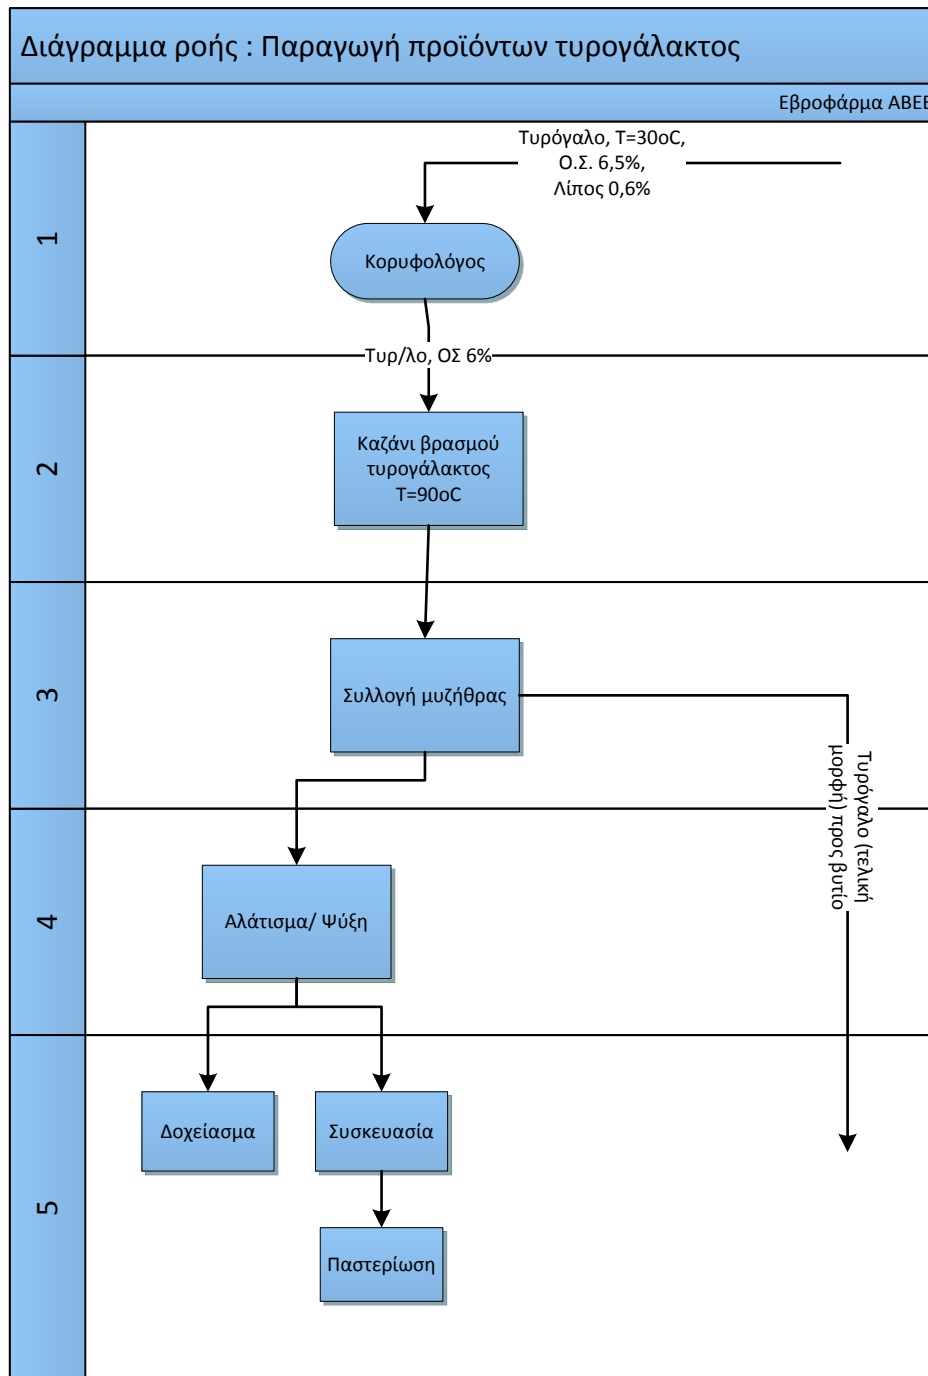 Διάγραμμα ροής : Παραγωγή προϊόντων τυρογάλακτος
Εβροφάρμα ΑΒΕΕ
1
Τυρόγαλο, Τ=30οC,
Ο.Σ. 6,5%,
Λίπος 0,6%
Κορυφολόγος
Τυρ/λο, ΟΣ 6%
2
Καζάνι βρασμού
τυρογάλακτος
Τ=90οC
3
Συλλογή μυζήθρας
Τυρόγαλο (τελική
μορφή) προς βυτίο
4
Αλάτισμα/ Ψύξη
5
Δοχείασμα
Συσκευασία
Παστερίωση